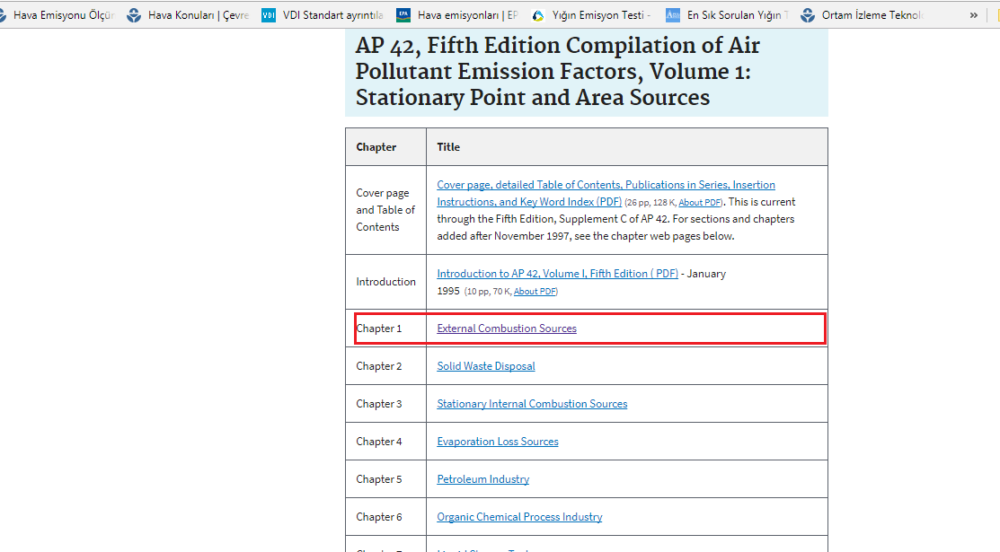 Hava Emisyonu Ölçür
Hava Konuları | Çevre
VDI
VDI Standart ayrıntıla
EPA
Hava emisyonları | EP
Yığın Emisyon Testi -
En Sık Sorulan Yığın T
Ortam İzleme Teknol
»
AP 42, Fifth Edition Compilation of Air
Pollutant Emission Factors, Volume 1:
Stationary Point and Area Sources
Chapter Title
Cover page
and Table of
Contents
Cover page, detailed Table of Contents, Publications in Series, Insertion
Instructions, and Key Word Index (PDF) (26 pp, 128 K, About PDF). This is current
through the Fifth Edition, Supplement C of AP 42. For sections and chapters
added after November 1997, see the chapter web pages below.
Introduction
Introduction to AP 42, Volume I, Fifth Edition ( PDF) - January
1995 (10 pp, 70 K, About PDF)
Chapter 1 External Combustion Sources
Chapter 2 Solid Waste Disposal
Chapter 3 Stationary Internal Combustion Sources
Chapter 4 Evaporation Loss Sources
Chapter 5 Petroleum Industry
Chapter 6 Organic Chemical Process Industry